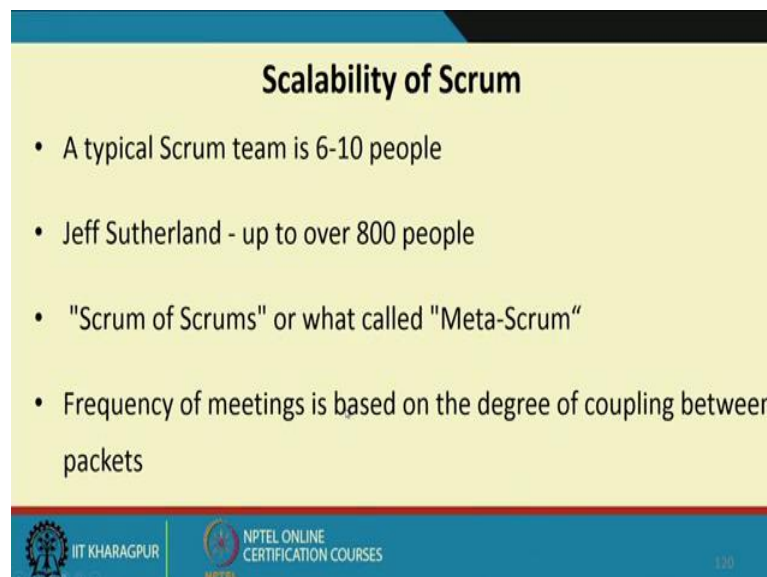 Scalability of Scrum
• A typical Scrum team is 6-10 people
• Jeff Sutherland - up to over 800 people
• "Scrum of Scrums" or what called "Meta-Scrum“
• Frequency of meetings is based on the degree of coupling between
packets
IIT KHARAGPUR
NPTEL ONLINE
CERTIFICATION COURSES
NPTEL
120